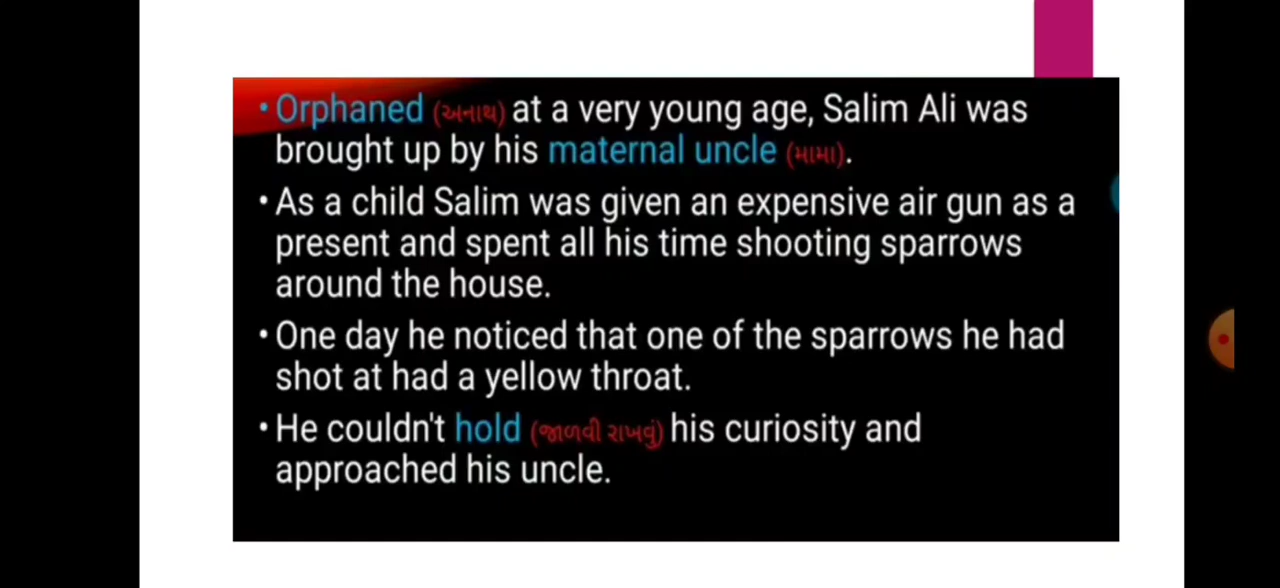 • Orphaned (અનાથ) at a very young age, Salim Ali was
brought up by his maternal uncle (મામા).
• As a child Salim was given an expensive air gun as a
present and spent all his time shooting sparrows
around the house.
• One day he noticed that one of the sparrows he had
shot at had a yellow throat.
• He couldn't hold (જાળવી રાખવું) his curiosity and
approached his uncle.